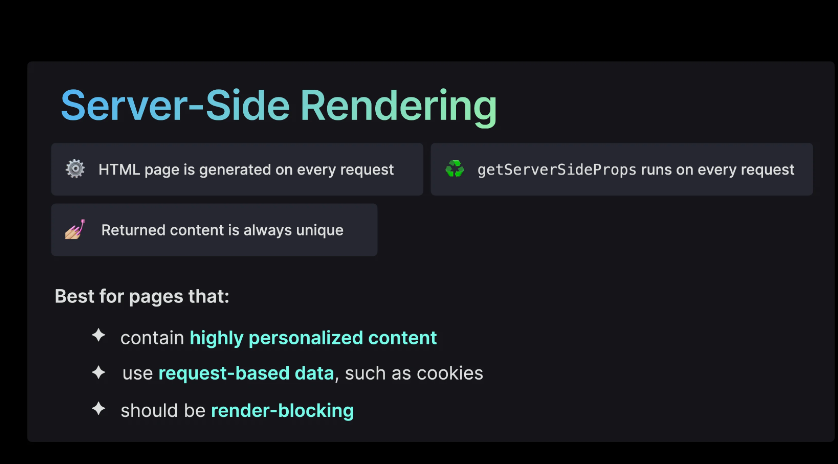 Server-Side Rendering
HTML page is generated on every request
getServerSideProps runs on every request
Returned content is always unique
Best for pages that:
contain highly personalized content
use request-based data, such as cookies
should be render-blocking